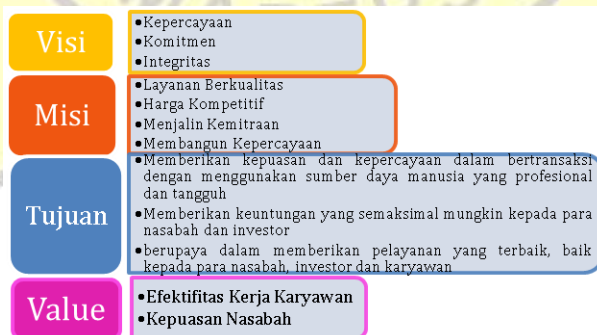 Visi
•Kepercayaan
•Komitmen
•Integritas
Misi
•Layanan Berkualitas
•Harga Kompetitif
•Menjalin Kemitraan
•Membangun Kepercayaan
Tujuan
•Memberikan kepuasan dan kepercayaan dalam bertransaksi
dengan menggunakan sumber daya manusia yang profesional
dan tangguh
•Memberikan keuntungan yang semaksimal mungkin kepada para
nasabah dan investor
•berupaya dalam memberikan pelayanan yang terbaik, baik
kepada para nasabah, investor dan karyawan
Value
•Efektifitas Kerja Karyawan
•Kepuasan Nasabah